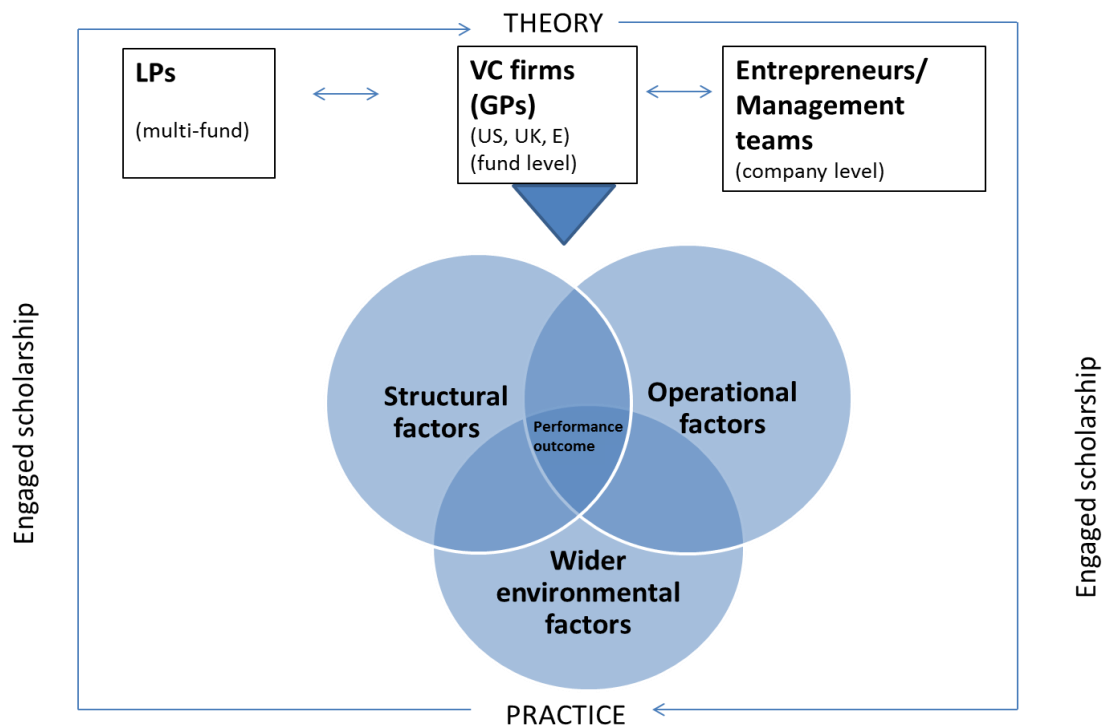 THEORY
LPs
(multi-fund)
VC firms
(GPs)
(US, UK, E)
(fund level)
Entrepreneurs/
Management
teams
(company level)
Engaged scholarship
Structural
factors
Operational
factors
Performance
outcome
Wider
environmental
factors
Engaged scholarship
PRACTICE